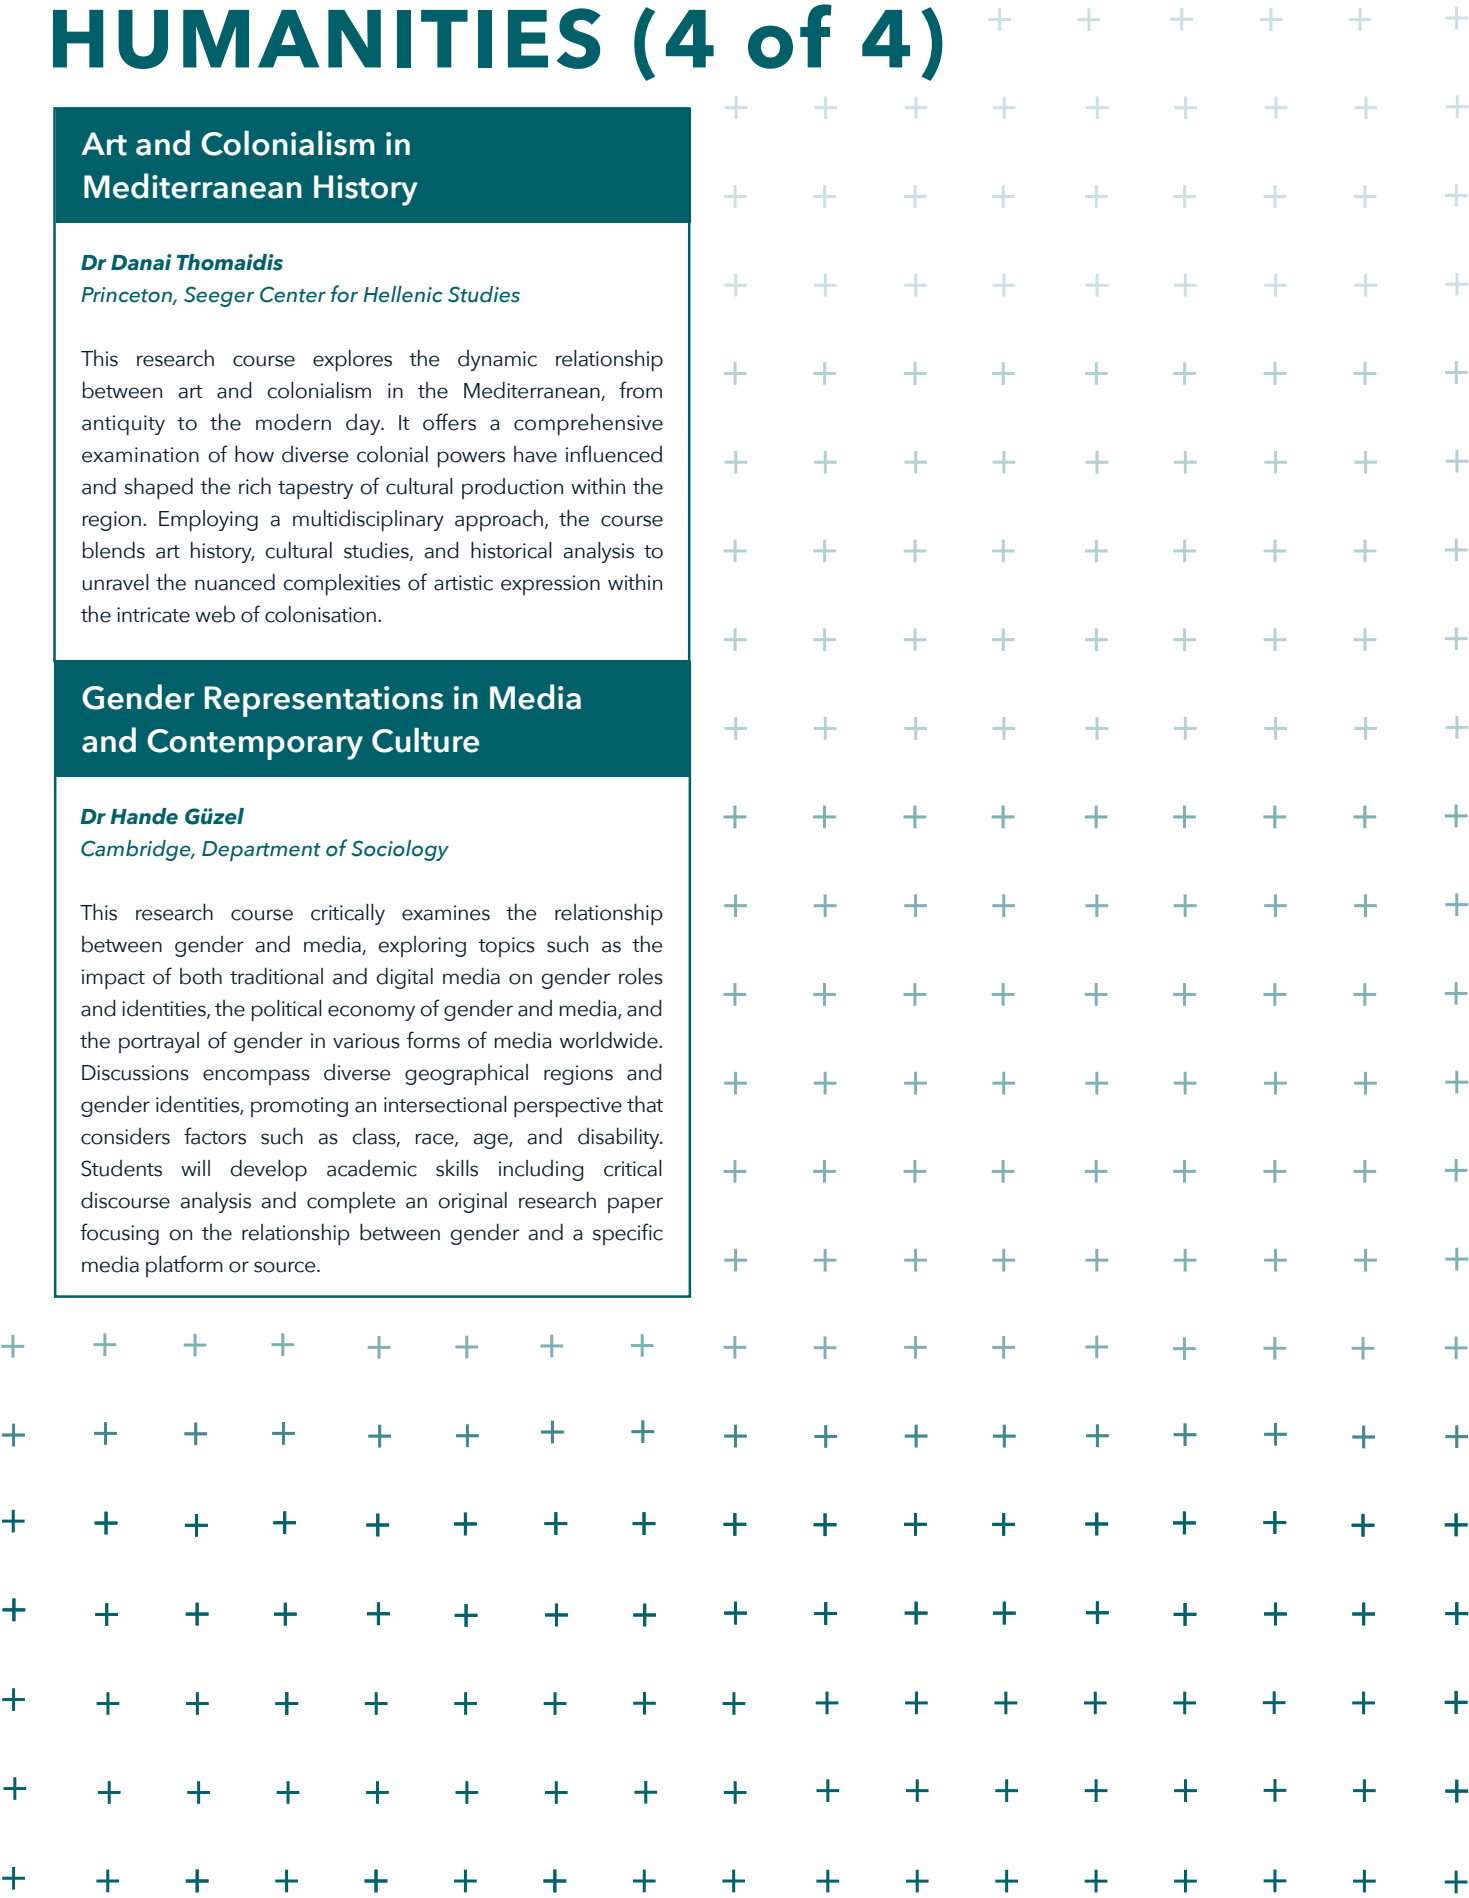 HUMANITIES (4 of 4)
Art and Colonialism in
Mediterranean History
Dr Danai Thomaidis
Princeton, Seeger Center for Hellenic Studies
This research course explores the dynamic relationship
between art and colonialism in the Mediterranean, from
antiquity to the modern day. It offers a comprehensive
examination of how diverse colonial powers have influenced
and shaped the rich tapestry of cultural production within the
region. Employing a multidisciplinary approach, the course
blends art history, cultural studies, and historical analysis to
unravel the nuanced complexities of artistic expression within
the intricate web of colonisation.
Gender Representations in Media
and Contemporary Culture
Dr Hande Güzel
Cambridge, Department of Sociology
This research course critically examines the relationship
between gender and media, exploring topics such as the
impact of both traditional and digital media on gender roles
and identities, the political economy of gender and media, and
the portrayal of gender in various forms of media worldwide.
Discussions encompass diverse geographical regions and
gender identities, promoting an intersectional perspective that
considers factors such as class, race, age, and disability.
Students will develop academic skills including critical
discourse analysis and complete an original research paper
focusing on the relationship between gender and a specific
media platform or source.